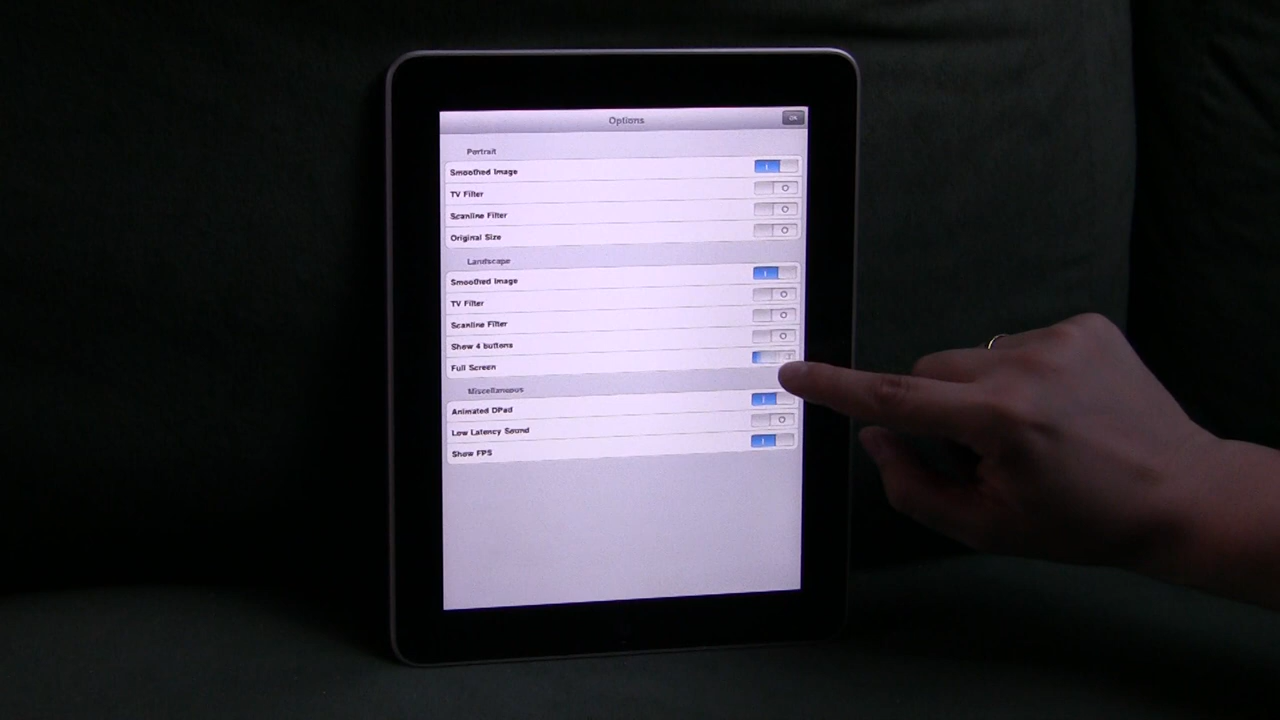 Options
OK
Portrait
Smoothed Image
TV Filter
Scanline Filter
Original Size
Landscape
Smoothed Image
TV Filter
Scanline Filter
Show 4 buttons
Full Screen
Miscellaneous
Animated DPad
Low Latency Sound
Show FPS